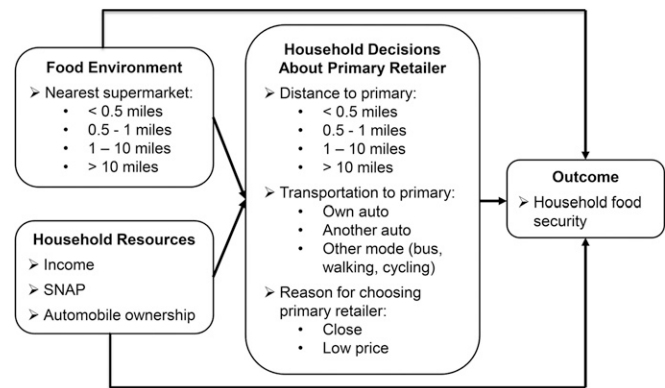 Food Environment
➢ Nearest supermarket:
• < 0.5 miles
• 0.5 - 1 miles
• 1 – 10 miles
• > 10 miles
Household Resources
➢ Income
➢ SNAP
➢ Automobile ownership
Household Decisions
About Primary Retailer
➢ Distance to primary:
• < 0.5 miles
• 0.5 - 1 miles
• 1 – 10 miles
• > 10 miles
➢ Transportation to primary:
• Own auto
• Another auto
• Other mode (bus,
walking, cycling)
➢ Reason for choosing
primary retailer:
• Close
• Low price
Outcome
➢ Household food
security